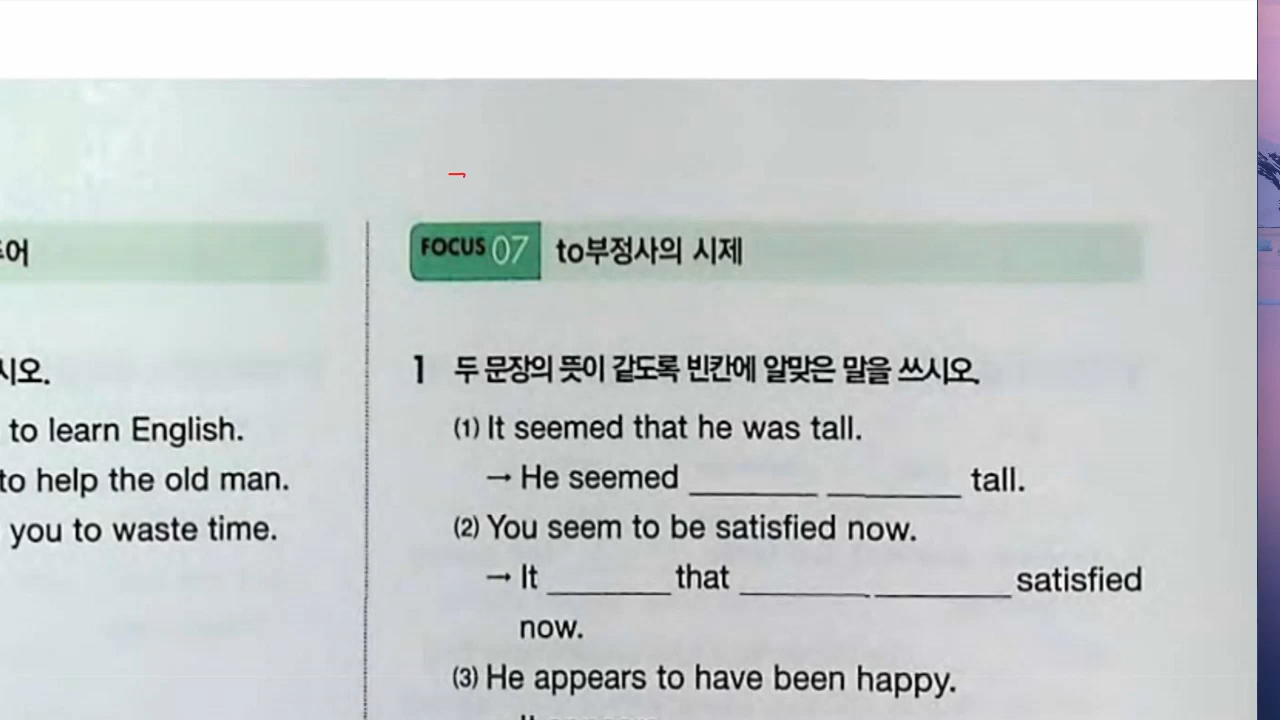 어
FOCUS 07 to부정사의 시제
시오.
to learn English.
to help the old man.
you to waste time.
1 두 문장의 뜻이 같도록 빈칸에 알맞은 말을 쓰시오.
(1) It seemed that he was tall.
→ He seemed ________ ________ tall.
(2) You seem to be satisfied now.
→ It ________ that ________ ________ satisfied
now.
(3) He appears to have been happy.